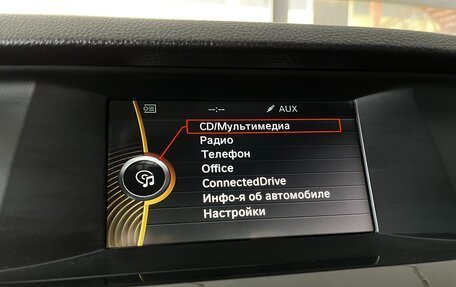 --:-- AUX
CD/Мультимедиа
Радио
Телефон
Office
ConnectedDrive
Инфо-я об автомобиле
Настройки